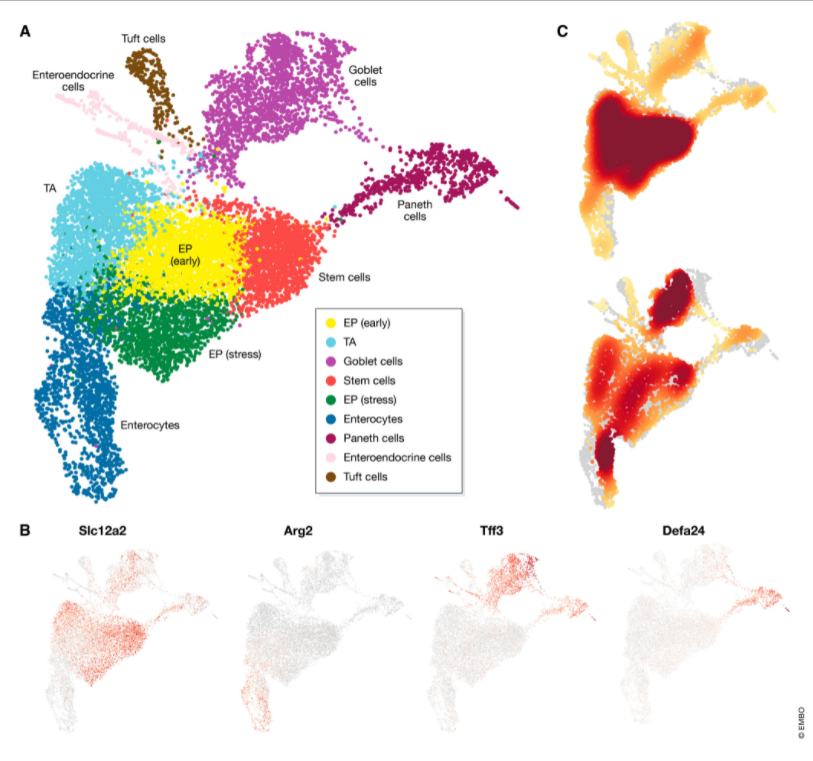 A
C
Tuft cells
Enteroendocrine
cells
Goblet
cells
TA
Paneth
cells
EP
(early)
Stem cells
EP (stress)
Enterocytes
EP (early)
TA
Goblet cells
Stem cells
EP (stress)
Enterocytes
Paneth cells
Enteroendocrine cells
Tuft cells
B
Slc12a2
Arg2
Tff3
Defa24
© EMBO